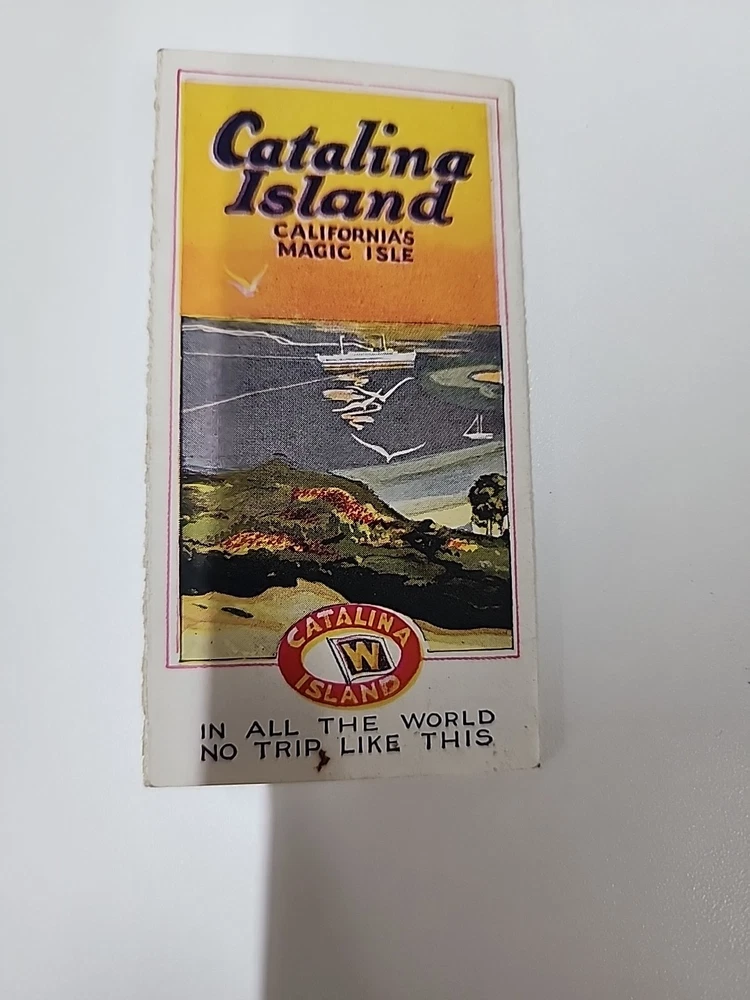 Catalina
Island
CALIFORNIA'S
MAGIC ISLE
CATALINA
W
ISLAND
IN ALL THE WORLD
NO TRIP LIKE THIS